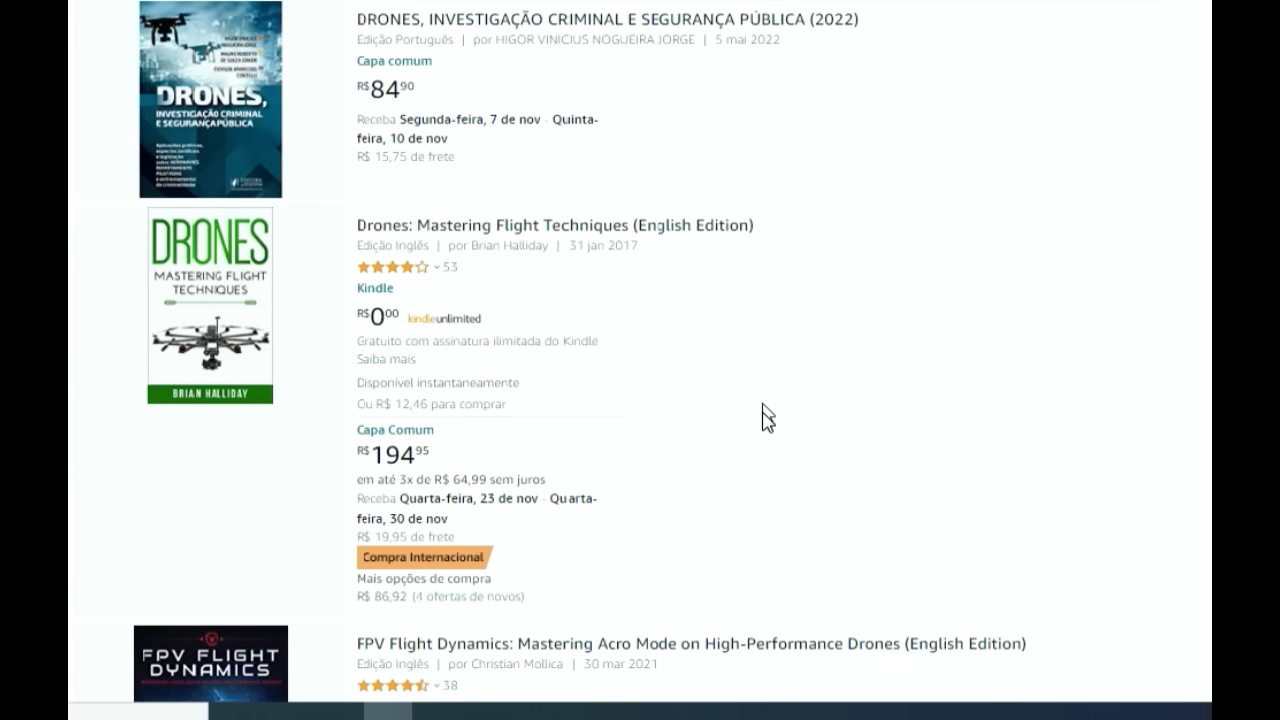 DRONES, INVESTIGAÇÃO CRIMINAL E SEGURANÇA PÚBLICA (2022)
Edição Português | por HIGOR VINICIUS NOGUEIRA JORGE | 5 mai 2022
Capa comum
R$84 90
Receba Segunda-feira, 7 de nov - Quinta-
feira, 10 de nov
R$ 15,75 de frete
DRONES,
INVESTIGAÇÃO CRIMINAL
E SEGURANÇA PÚBLICA
Drones: Mastering Flight Techniques (English Edition)
Edição Inglês | por Brian Halliday | 31 jan 2017
53
Kindle
R$0 00 kindleunlimited
Gratuito com assinatura ilimitada do Kindle
Saiba mais
Disponível instantaneamente
Ou R$ 12,46 para comprar
Capa Comum
R$194 95
em até 3x de R$ 64,99 sem juros
Receba Quarta-feira, 23 de nov - Quarta-
feira, 30 de nov
R$ 19,95 de frete
Compra Internacional
Mais opções de compra
R$ 86,92 (4 ofertas de novos)
DRONES
MASTERING FLIGHT
TECHNIQUES
BRIAN HALLIDAY
FPV Flight Dynamics: Mastering Acro Mode on High-Performance Drones (English Edition)
Edição Inglês | por Christian Mollica | 30 mar 2021
38
FPV FLIGHT
DYNAMICS